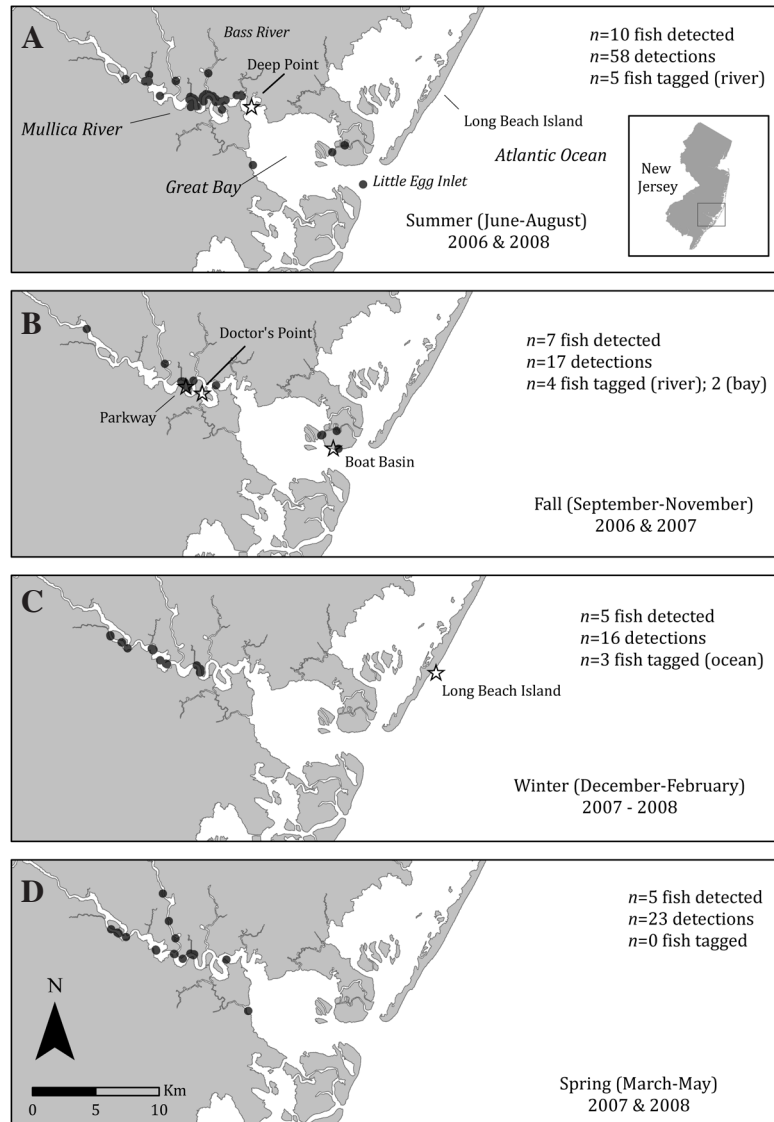 A
Bass River
Deep Point
n=10 fish detected
n=58 detections
n=5 fish tagged (river)
Mullica River
Long Beach Island
Atlantic Ocean
Great Bay
Little Egg Inlet
New
Jersey
Summer (June-August)
2006 & 2008
B
Doctor's Point
n=7 fish detected
n=17 detections
n=4 fish tagged (river); 2 (bay)
Parkway
Boat Basin
Fall (September-November)
2006 & 2007
C
n=5 fish detected
n=16 detections
n=3 fish tagged (ocean)
Long Beach Island
Winter (December-February)
2007 - 2008
D
n=5 fish detected
n=23 detections
n=0 fish tagged
N
Km
0 5 10
Spring (March-May)
2007 & 2008